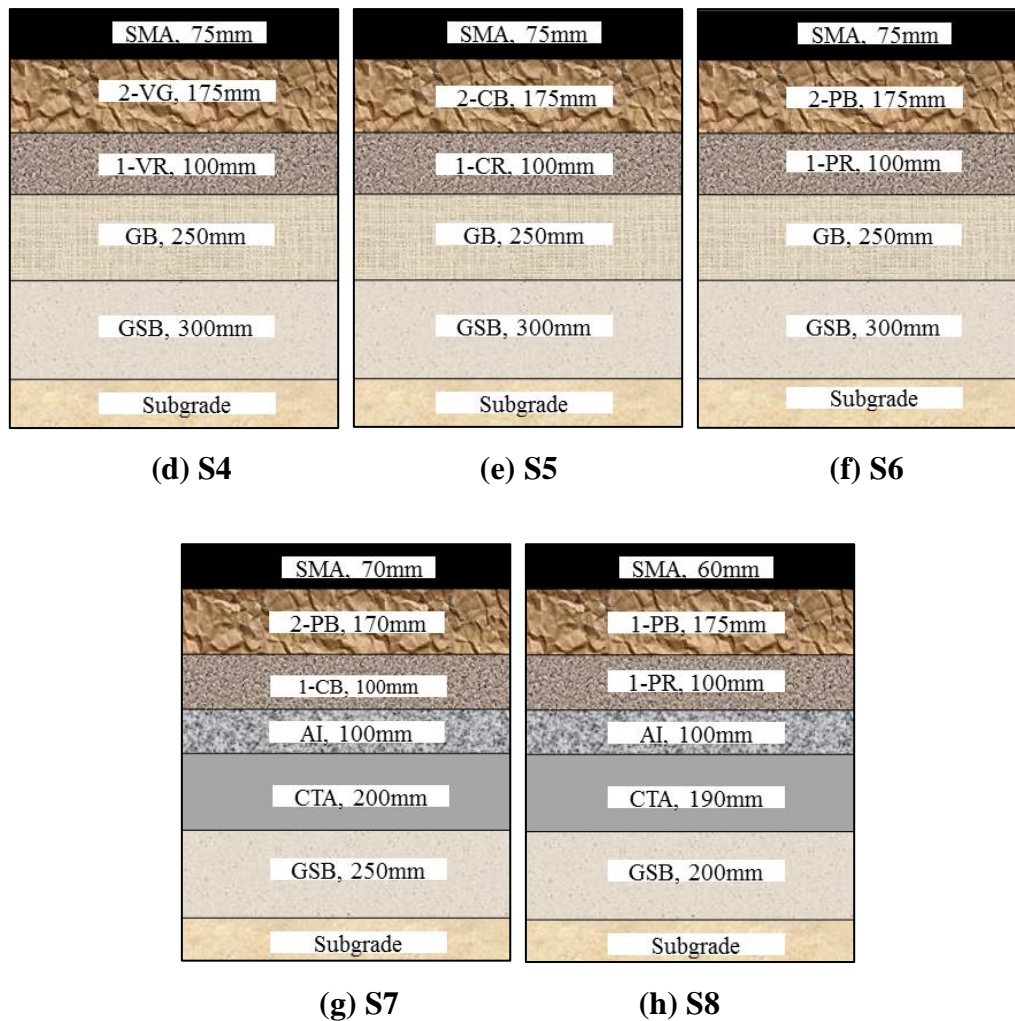 SMA, 75mm
2-VG, 175mm
1-VR, 100mm
GB, 250mm
GSB, 300mm
Subgrade
(d) S4
SMA, 75mm
2-CB, 175mm
1-CR, 100mm
GB, 250mm
GSB, 300mm
Subgrade
(e) S5
SMA, 75mm
2-PB, 175mm
1-PR, 100mm
GB, 250mm
GSB, 300mm
Subgrade
(f) S6
SMA, 70mm
2-PB, 170mm
1-CB, 100mm
AI, 100mm
CTA, 200mm
GSB, 250mm
Subgrade
(g) S7
SMA, 60mm
1-PB, 175mm
1-PR, 100mm
AI, 100mm
CTA, 190mm
GSB, 200mm
Subgrade
(h) S8